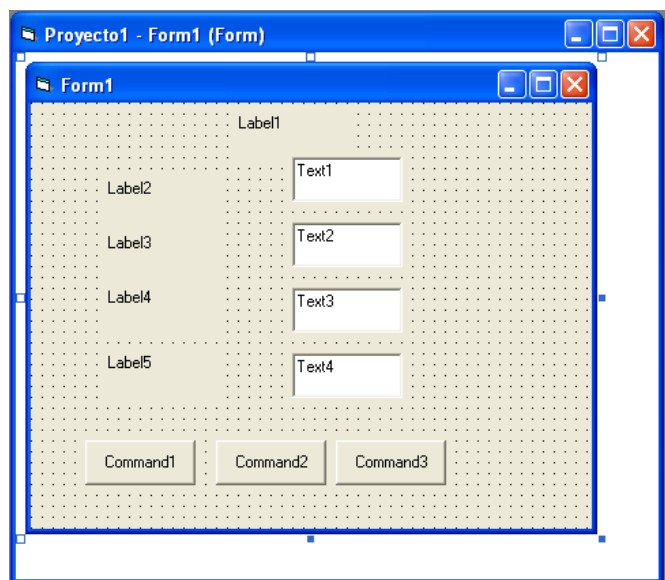 Proyecto1 - Form1 (Form)
Form1
Label1
Label2
Text1
Label3
Text2
Label4
Text3
Label5
Text4
Command1
Command2
Command3